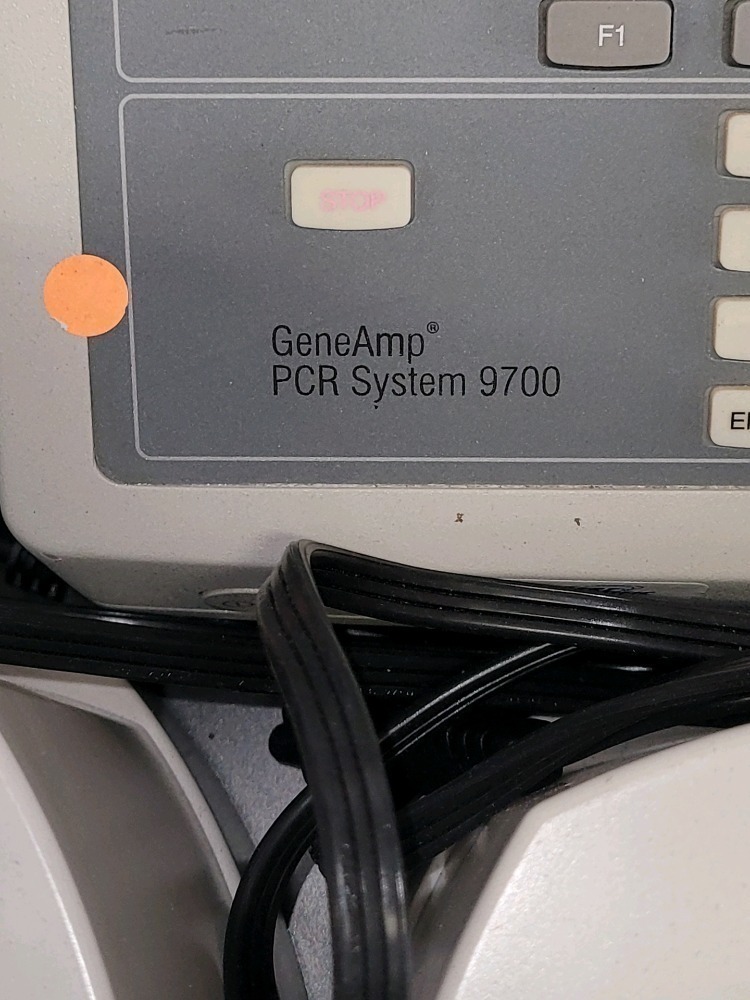 F1
STOP
GeneAmp®
PCR System 9700